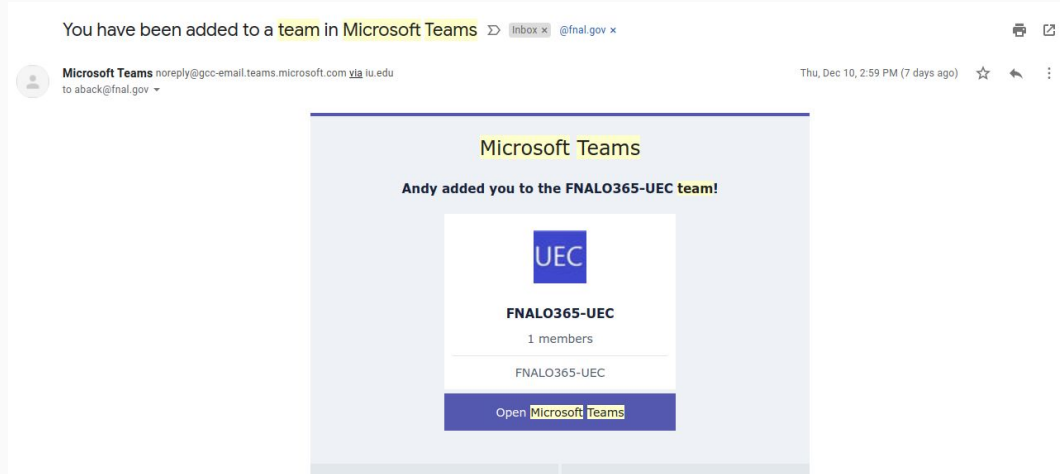 You have been added to a team in Microsoft Teams Inbox × @fnal.gov ×
Microsoft Teams noreply@gcc-email.teams.microsoft.com via iu.edu Thu, Dec 10, 2:59 PM (7 days ago)
to aback@fnal.gov
Microsoft Teams
Andy added you to the FNALO365-UEC team!
UEC
FNALO365-UEC
1 members
FNALO365-UEC
Open Microsoft Teams